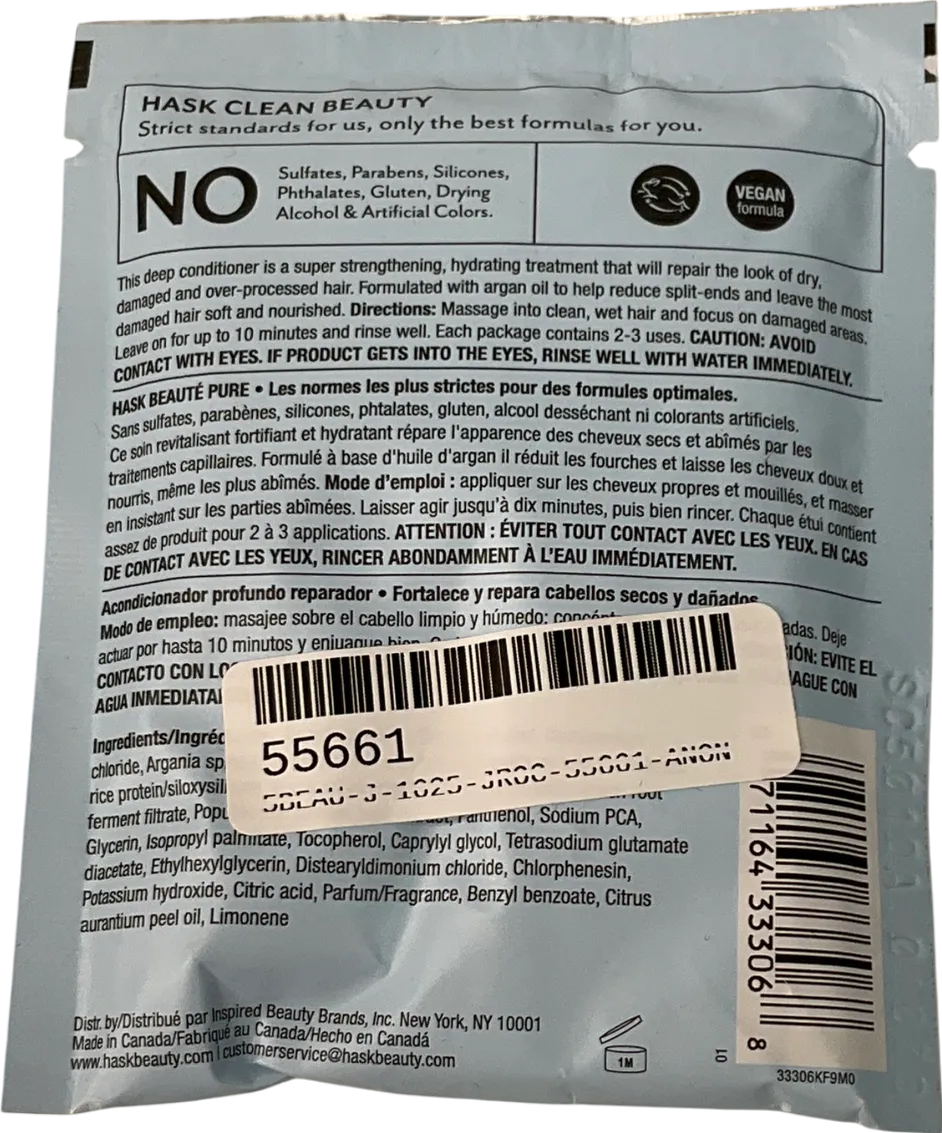 HASK CLEAN BEAUTY
Strict standards for us, only the best formulas for you.
NO
Sulfates, Parabens, Silicones,
Phthalates, Gluten, Drying
Alcohol & Artificial Colors.
VEGAN
formula
This deep conditioner is a super strengthening, hydrating treatment that will repair the look of dry,
damaged and over-processed hair. Formulated with argan oil to help reduce split-ends and leave the most
damaged hair soft and nourished. Directions: Massage into clean, wet hair and focus on damaged areas.
Leave on for up to 10 minutes and rinse well. Each package contains 2-3 uses. CAUTION: AVOID
CONTACT WITH EYES. IF PRODUCT GETS INTO THE EYES, RINSE WELL WITH WATER IMMEDIATELY.
HASK BEAUTÉ PURE • Les normes les plus strictes pour des formules optimales.
Sans sulfates, parabènes, silicones, phtalates, gluten, alcool desséchant ni colorants artificiels.
Ce soin revitalisant fortifiant et hydratant répare l'apparence des cheveux secs et abîmés par les
traitements capillaires. Formulé à base d'huile d'argan il réduit les fourches et laisse les cheveux doux et
nourris, même les plus abîmés. Mode d'emploi : appliquer sur les cheveux propres et mouillés, et masser
en insistant sur les parties abîmées. Laisser agir jusqu'à dix minutes, puis bien rincer. Chaque étui contient
assez de produit pour 2 à 3 applications. ATTENTION : ÉVITER TOUT CONTACT AVEC LES YEUX. EN CAS
DE CONTACT AVEC LES YEUX, RINCER ABONDAMMENT À L'EAU IMMÉDIATEMENT.
Acondicionador profundo reparador • Fortalece y repara cabellos secos y dañados
Modo de empleo: masajee sobre el cabello limpio y húmedo; adas. Deje
actuar por hasta 10 minutos y enjuague bien. IÓN: EVITE EL
CONTACTO CON LO AGUE CON
AGUA INMEDIATA
Ingredients/Ingréd
chloride, Argania sp
rice protein/siloxysil
ferment filtrate, Popu Panthenol, Sodium PCA,
Glycerin, Isopropyl palmitate, Tocopherol, Caprylyl glycol, Tetrasodium glutamate
diacetate, Ethylhexylglycerin, Distearyldimonium chloride, Chlorphenesin,
Potassium hydroxide, Citric acid, Parfum/Fragrance, Benzyl benzoate, Citrus
aurantium peel oil, Limonene
55661
5BEAU-J-1025-JROC-55661-ANON
71164 33306 8
Distr. by/Distribué par Inspired Beauty Brands, Inc. New York, NY 10001
Made in Canada/Fabriqué au Canada/Hecho en Canadá
www.haskbeauty.com | customerservice@haskbeauty.com
1M
01
33306KF9M0